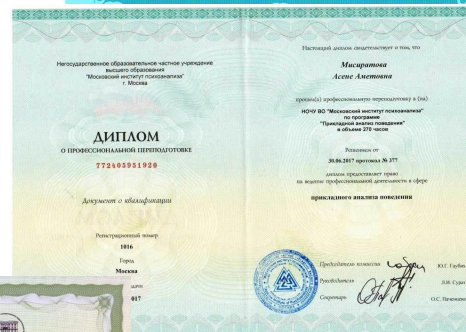 Негосударственное образовательное частное учреждение
высшего образования
"Московский институт психоанализа"
г. Москва
ДИПЛОМ
О ПРОФЕССИОНАЛЬНОЙ ПЕРЕПОДГОТОВКЕ
772405951920
Документ о квалификации
Регистрационный номер
1016
Город
Москва
017
Настоящий диплом свидетельствует о том, что
Мисиратова
Асене Аметовна
прошел(а) профессиональную переподготовку в (на)
НОЧУ ВО "Московский институт психоанализа"
по программе
"Прикладной анализ поведения"
в объеме 270 часов
Решением от
30.06.2017 протокол № 377
диплом предоставляет право
на ведение профессиональной деятельности в сфере
прикладного анализа поведения
Председатель комиссии
Руководитель
Секретарь